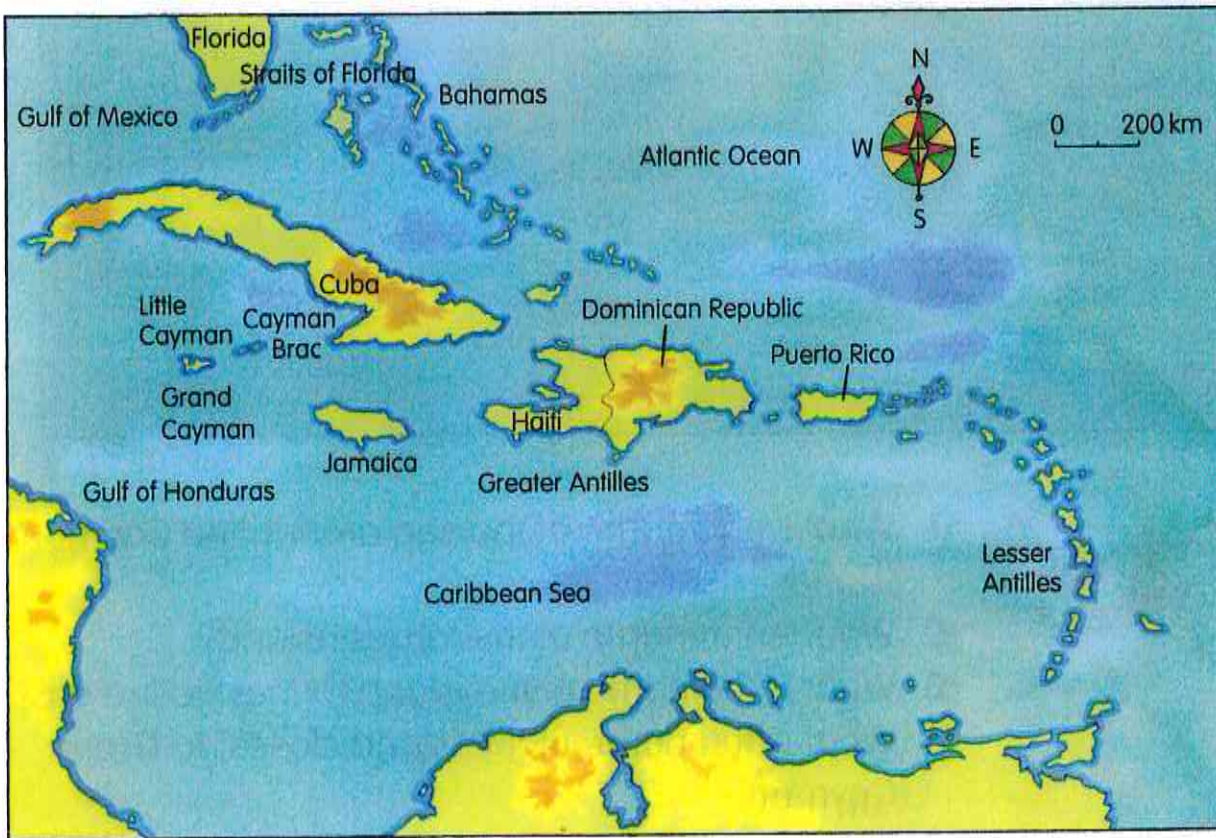 Florida
Straits of Florida
Bahamas
Gulf of Mexico
Atlantic Ocean
N
W
E
S
0 200 km
Cuba
Little
Cayman
Cayman
Brac
Dominican Republic
Puerto Rico
Grand
Cayman
Haiti
Jamaica
Greater Antilles
Gulf of Honduras
Lesser
Antilles
Caribbean Sea